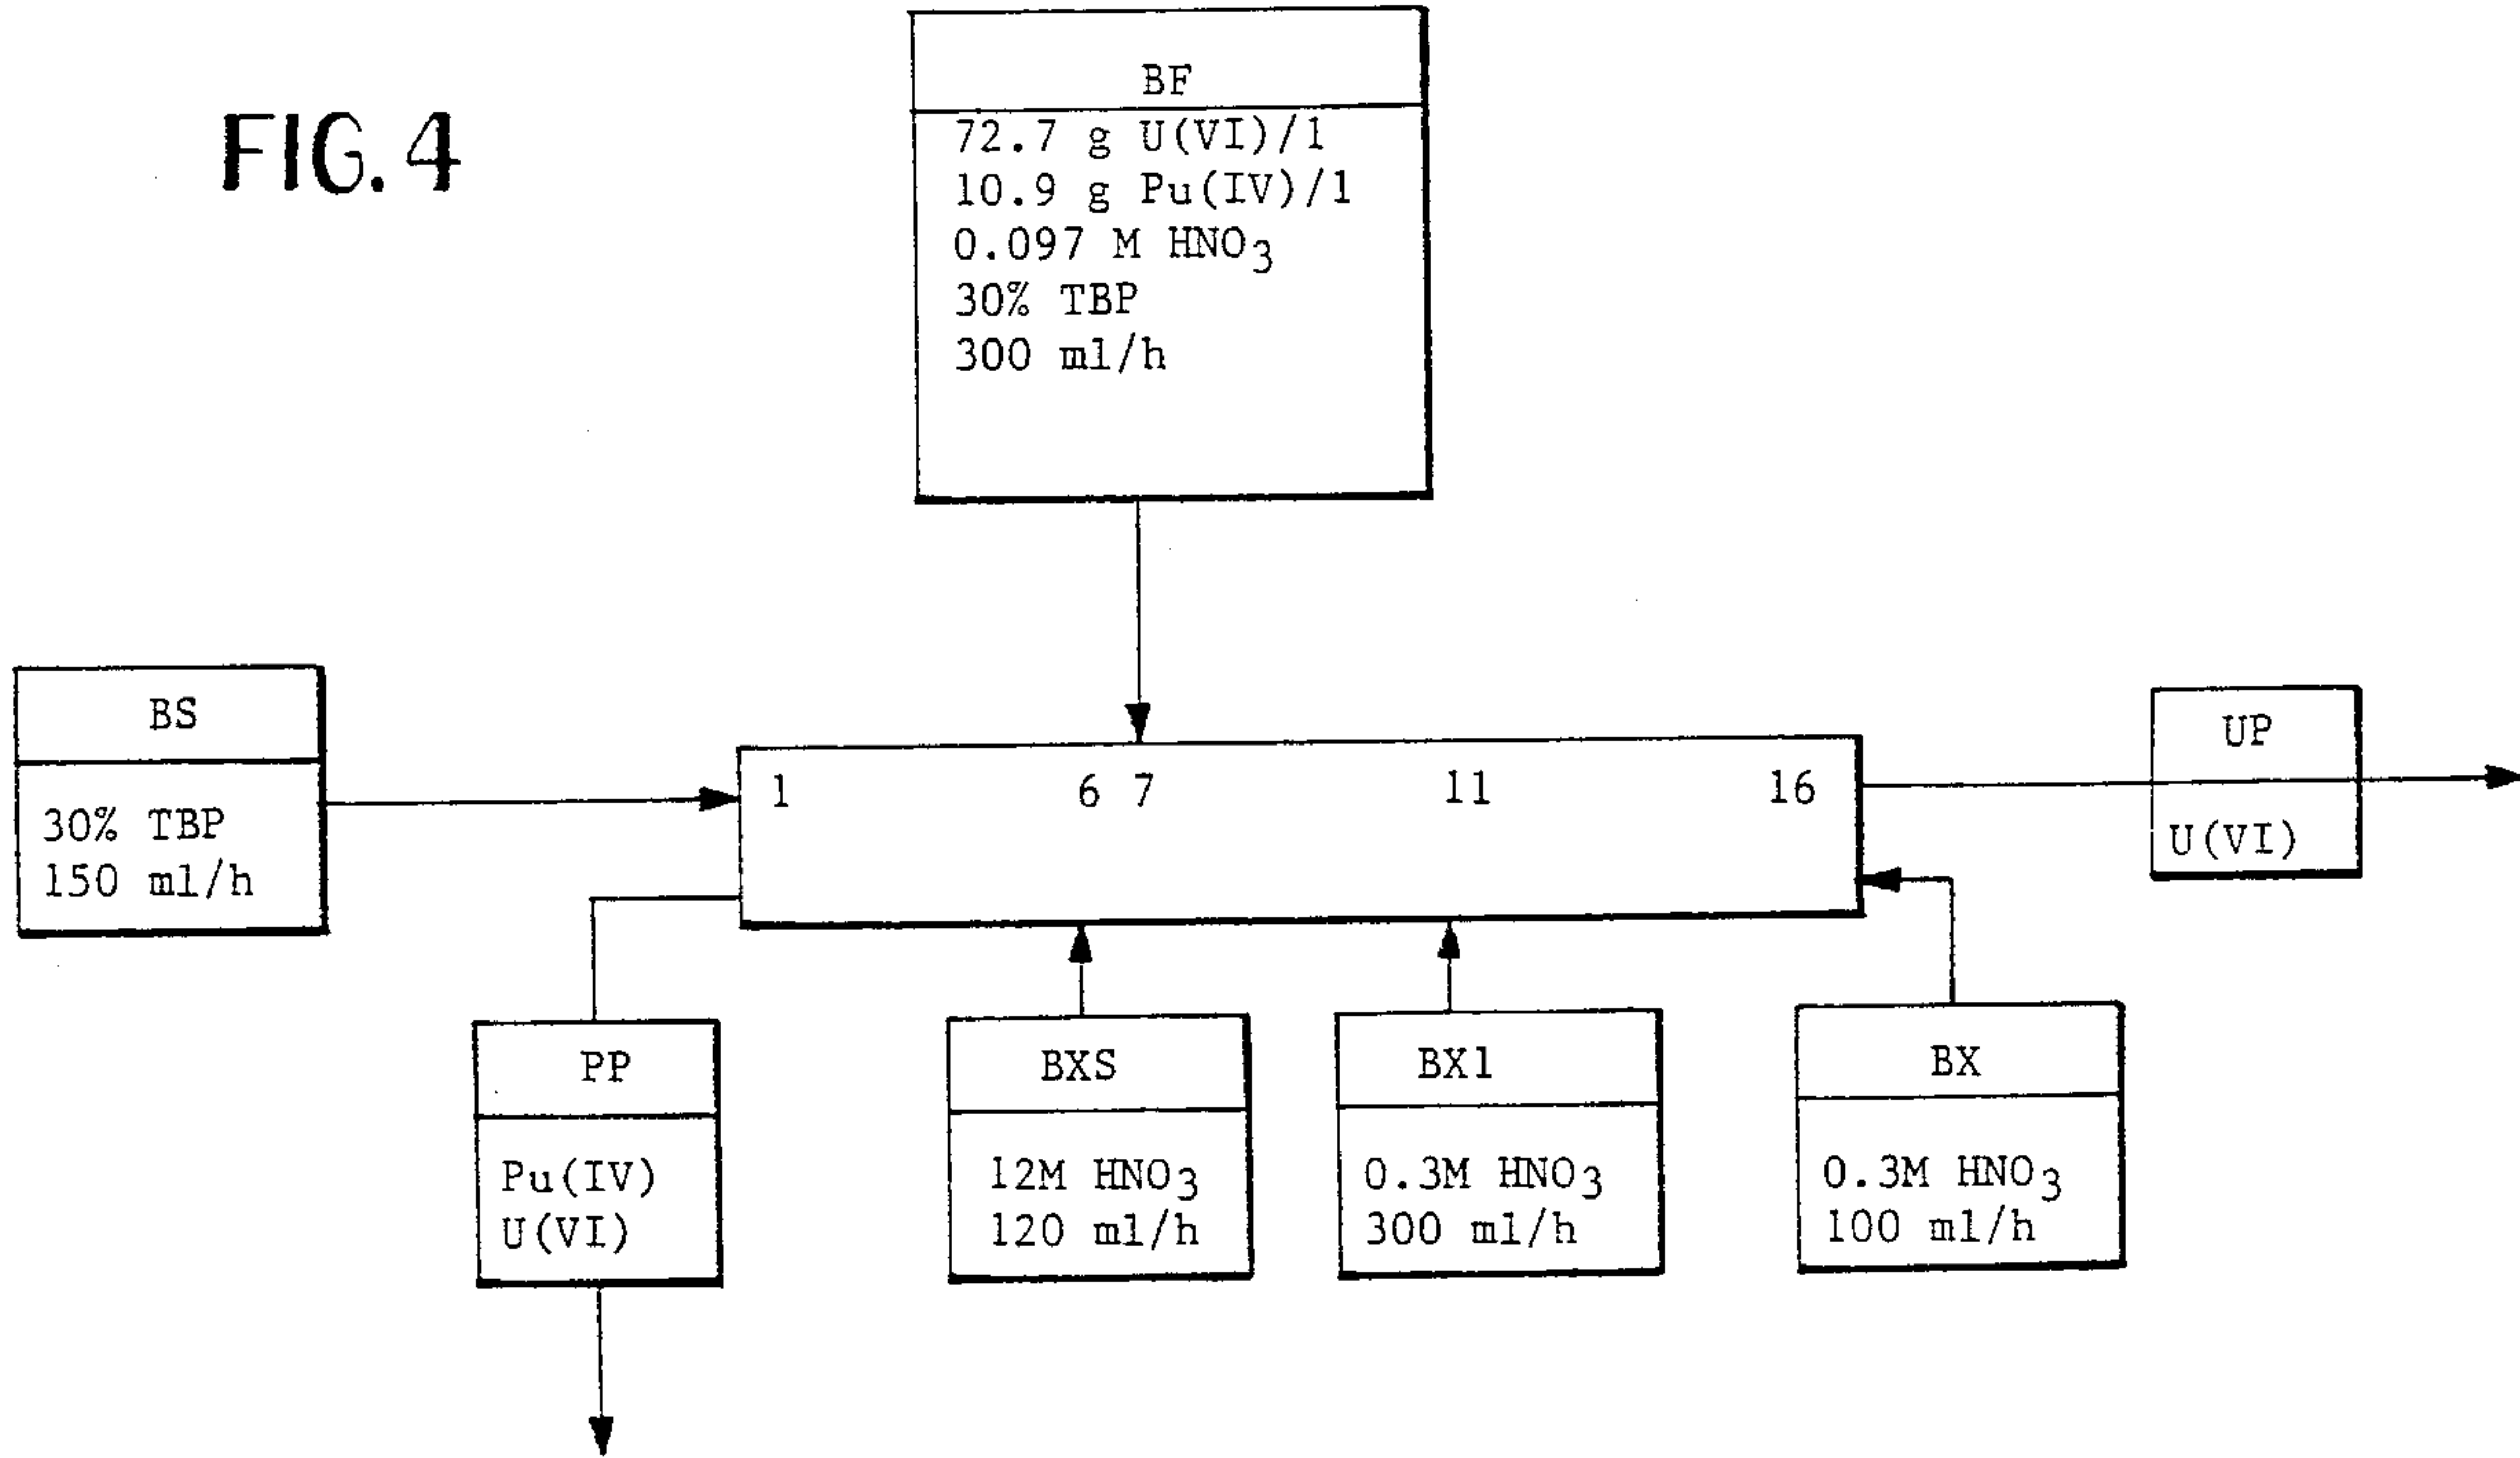 FIG. 4
BF
72.7 g U(VI)/l
10.9 g Pu(IV)/l
0.097 M HNO3
30% TBP
300 ml/h
BS
30% TBP
150 ml/h
1 6 7 11 16
UP
U(VI)
PP
Pu(IV)
U(VI)
BXS
12M HNO3
120 ml/h
BX1
0.3M HNO3
300 ml/h
BX
0.3M HNO3
100 ml/h